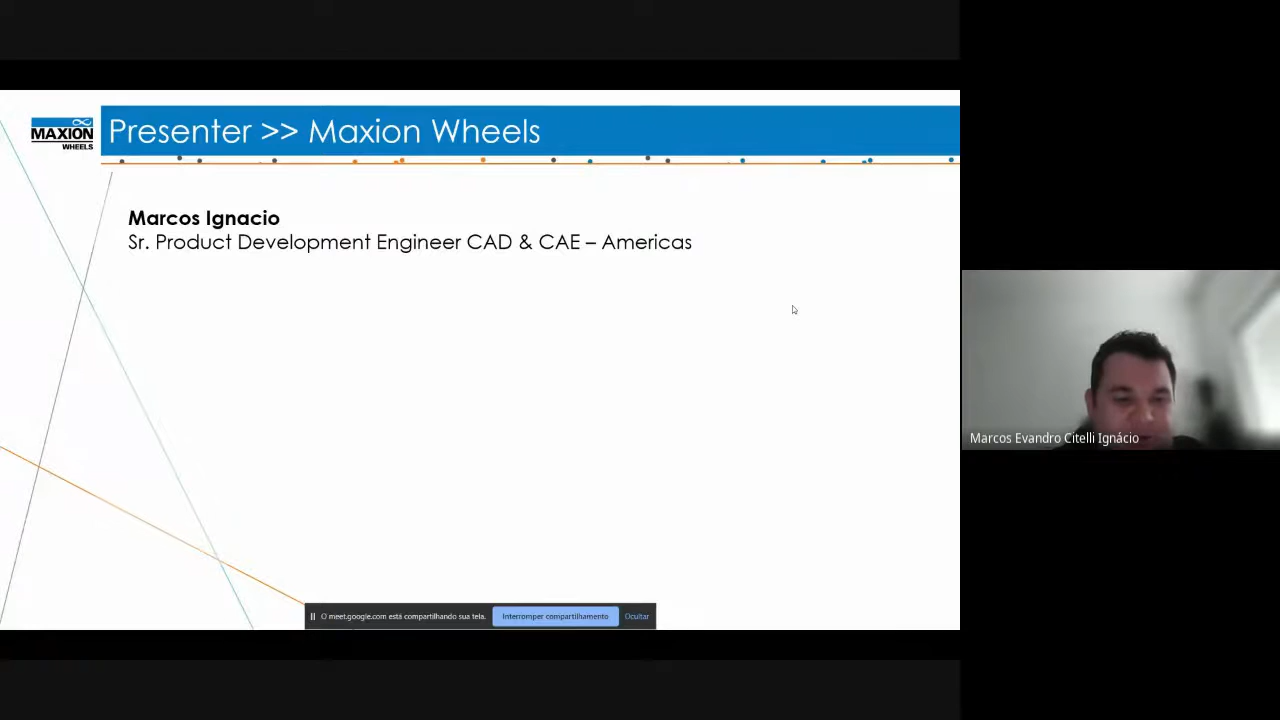 MAXION
WHEELS
Presenter >> Maxion Wheels
Marcos Ignacio
Sr. Product Development Engineer CAD & CAE – Americas
Marcos Evandro Citelli Ignácio
O meet.google.com está compartilhando sua tela.
Interromper compartilhamento
Ocultar